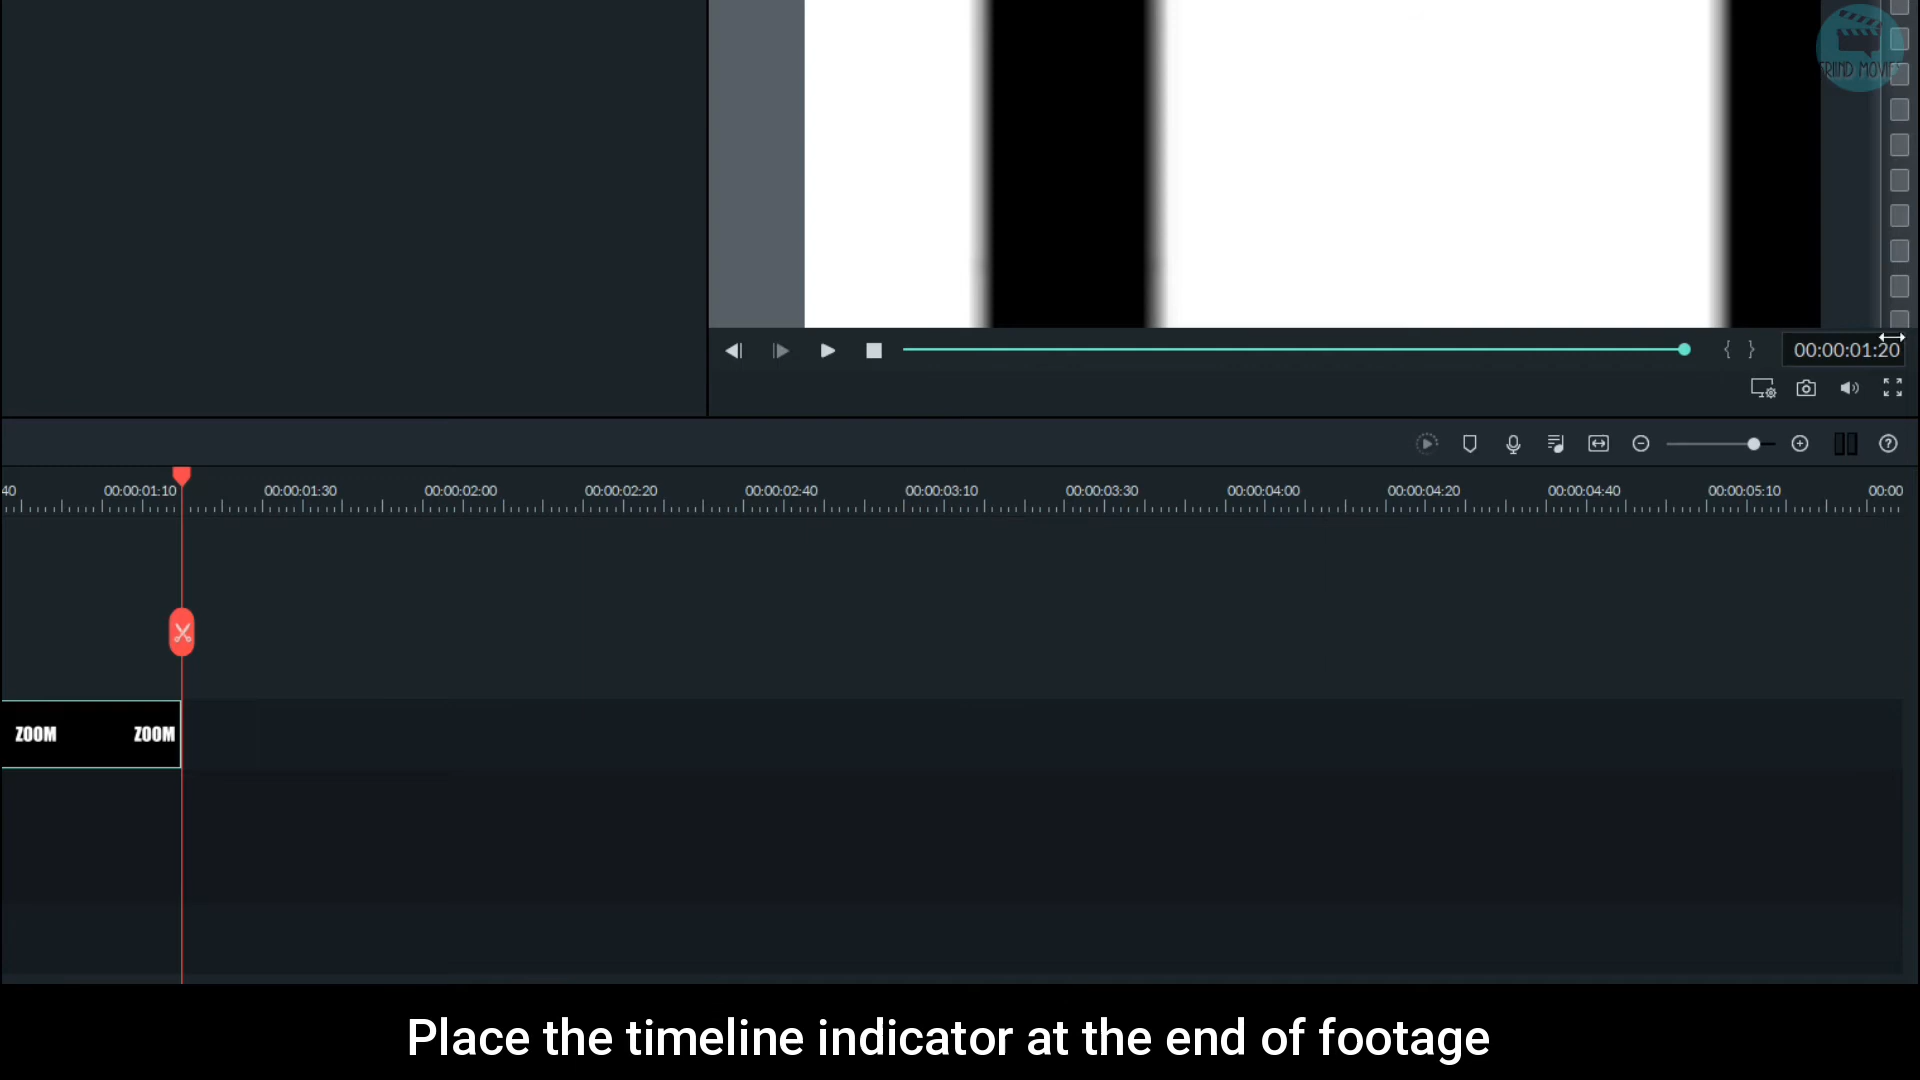 FRIIND MOVIE
{ }
00:00:01:20
40 00:00:01:10 00:00:01:30 00:00:02:00 00:00:02:20 00:00:02:40 00:00:03:10 00:00:03:30 00:00:04:00 00:00:04:20 00:00:04:40 00:00:05:10 00:00
ZOOM ZOOM
Place the timeline indicator at the end of footage